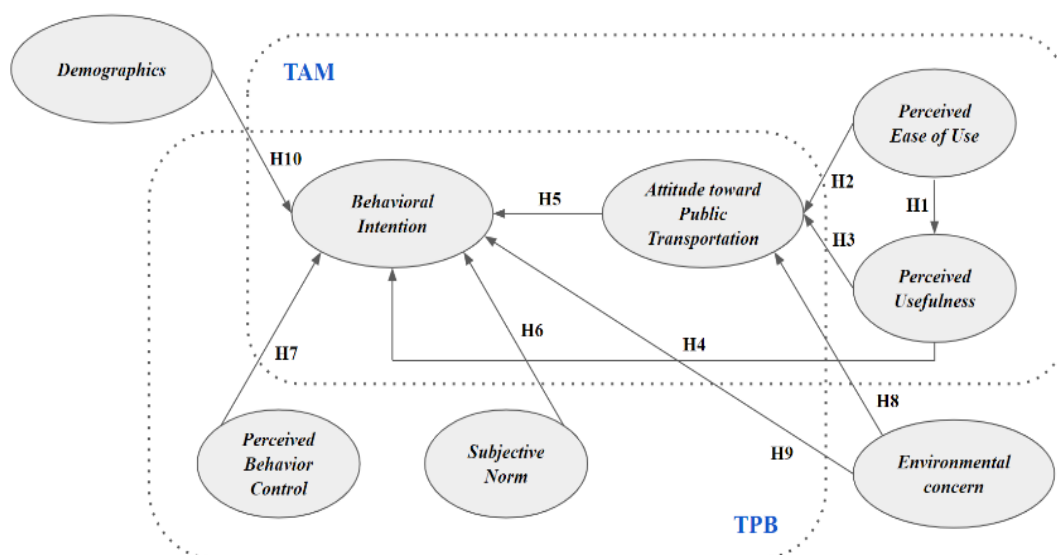 Demographics
TAM
Perceived
Ease of Use
H10
Behavioral
Intention
H5
Attitude toward
Public
Transportation
H2
H1
H3
Perceived
Usefulness
H6
H4
H7
H8
Perceived
Behavior
Control
Subjective
Norm
H9
Environmental
concern
TPB